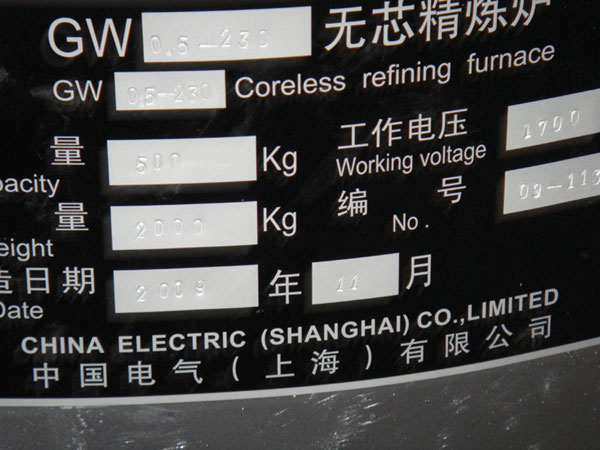 GW 0.5-230 无芯精炼炉
GW 0.5-230 Coreless refining furnace
量 500 Kg 工作电压 1700
pacity Working voltage
量 2000 Kg 编 号 09-113
eight No.
造日期 2009 年 11 月
Date
CHINA ELECTRIC (SHANGHAI) CO.,LIMITED
中国电气(上海)有限公司